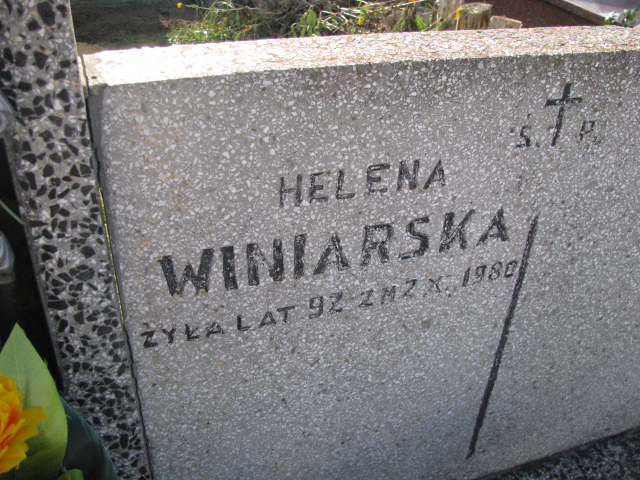 Ś. P.
HELENA
WINIARSKA
ŻYŁA LAT 92 ZM 2 X. 1980